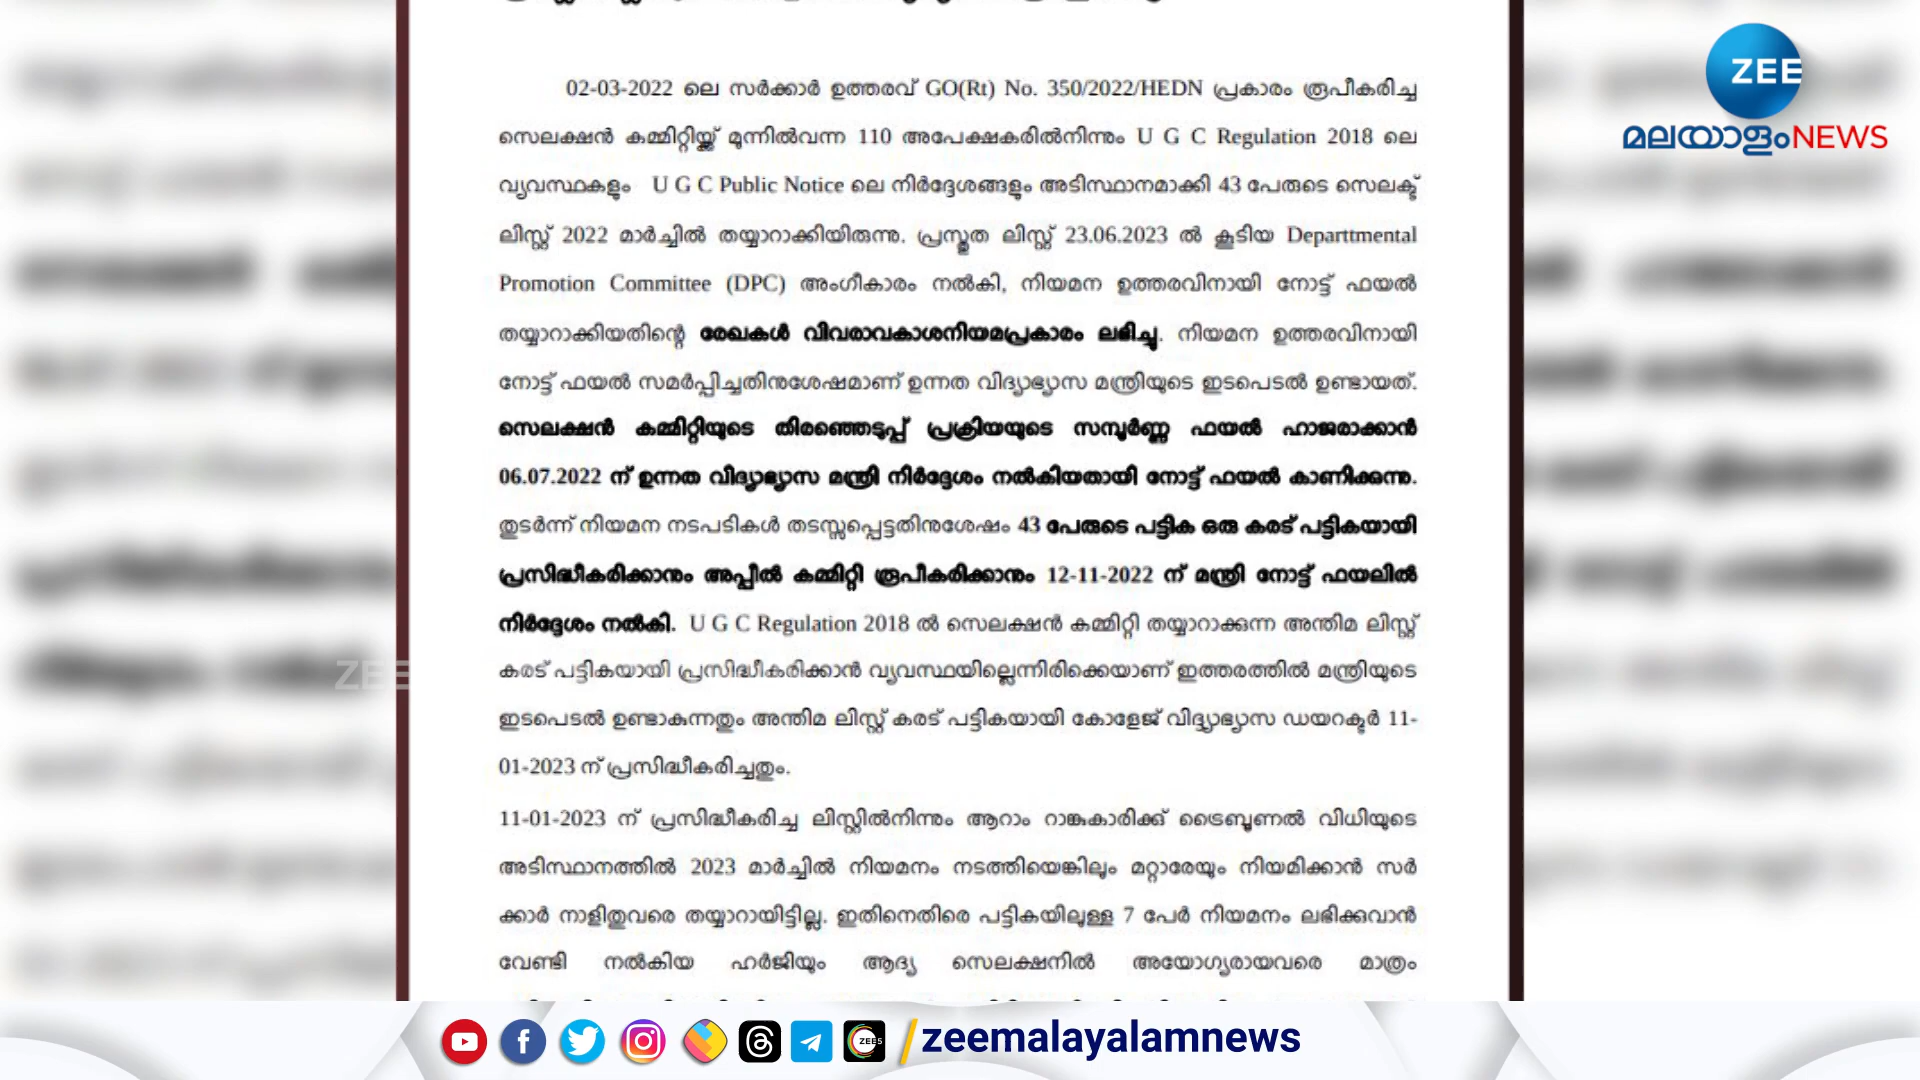 ZEE
മലയാളം NEWS
02-03-2022 ലെ സർക്കാർ ഉത്തരവ് GO(Rt) No. 350/2022/HEDN പ്രകാരം രൂപീകരിച്ച
സെലക്ഷൻ കമ്മിറ്റിയ്ക്ക് മുന്നിൽവന്ന 110 അപേക്ഷകരിൽനിന്നും U G C Regulation 2018 ലെ
വ്യവസ്ഥകളും U G C Public Notice ലെ നിർദ്ദേശങ്ങളും അടിസ്ഥാനമാക്കി 43 പേരുടെ സെലക്ട്
ലിസ്റ്റ് 2022 മാർച്ചിൽ തയ്യാറാക്കിയിരുന്നു. പ്രസ്തുത ലിസ്റ്റ് 23.06.2023 ൽ കൂടിയ Departtmental
Promotion Committee (DPC) അംഗീകാരം നൽകി, നിയമന ഉത്തരവിനായി നോട്ട് ഫയൽ
തയ്യാറാക്കിയതിന്റെ രേഖകൾ വിവരാവകാശനിയമപ്രകാരം ലഭിച്ചു. നിയമന ഉത്തരവിനായി
നോട്ട് ഫയൽ സമർപ്പിച്ചതിനുശേഷമാണ് ഉന്നത വിദ്യാഭ്യാസ മന്ത്രിയുടെ ഇടപെടൽ ഉണ്ടായത്.
സെലക്ഷൻ കമ്മിറ്റിയുടെ തിരഞ്ഞെടുപ്പ് പ്രക്രിയയുടെ സമ്പൂർണ്ണ ഫയൽ ഹാജരാക്കാൻ
06.07.2022 ന് ഉന്നത വിദ്യാഭ്യാസ മന്ത്രി നിർദ്ദേശം നൽകിയതായി നോട്ട് ഫയൽ കാണിക്കുന്നു.
തുടർന്ന് നിയമന നടപടികൾ തടസ്സപ്പെട്ടതിനുശേഷം 43 പേരുടെ പട്ടിക ഒരു കരട് പട്ടികയായി
പ്രസിദ്ധീകരിക്കാനും അപ്പീൽ കമ്മിറ്റി രൂപീകരിക്കാനും 12-11-2022 ന് മന്ത്രി നോട്ട് ഫയലിൽ
നിർദ്ദേശം നൽകി. U G C Regulation 2018 ൽ സെലക്ഷൻ കമ്മിറ്റി തയ്യാറാക്കുന്ന അന്തിമ ലിസ്റ്റ്
കരട് പട്ടികയായി പ്രസിദ്ധീകരിക്കാൻ വ്യവസ്ഥയില്ലെന്നിരിക്കെയാണ് ഇത്തരത്തിൽ മന്ത്രിയുടെ
ഇടപെടൽ ഉണ്ടാകുന്നതും അന്തിമ ലിസ്റ്റ് കരട് പട്ടികയായി കോളേജ് വിദ്യാഭ്യാസ ഡയറക്ടർ 11-
01-2023 ന് പ്രസിദ്ധീകരിച്ചതും.
11-01-2023 ന് പ്രസിദ്ധീകരിച്ച ലിസ്റ്റിൽനിന്നും ആറാം റാങ്കുകാരിക്ക് ട്രൈബൂണൽ വിധിയുടെ
അടിസ്ഥാനത്തിൽ 2023 മാർച്ചിൽ നിയമനം നടത്തിയെങ്കിലും മറ്റാരേയും നിയമിക്കാൻ സർ
ക്കാർ നാളിതുവരെ തയ്യാറായിട്ടില്ല. ഇതിനെതിരെ പട്ടികയിലുള്ള 7 പേർ നിയമനം ലഭിക്കുവാൻ
വേണ്ടി നൽകിയ ഹർജിയും ആദ്യ സെലക്ഷനിൽ അയോഗ്യരായവരെ മാത്രം
ZEE
ZEE5
/zeemalayalamnews